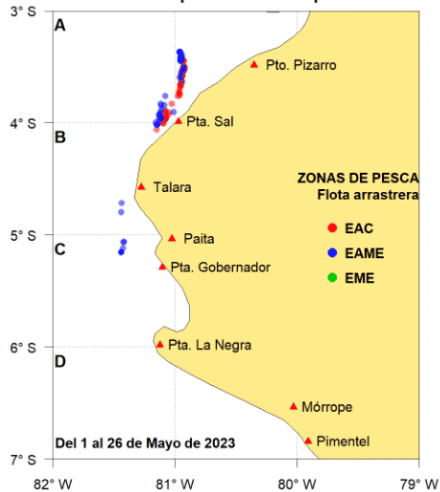 3° S
A
Pto. Pizarro
4° S
Pta. Sal
B
ZONAS DE PESCA
Flota arrastrera
Talara
EAC
5° S
Paita
EAME
C
Pta. Gobernador
EME
6° S
Pta. La Negra
D
Mórrope
Del 1 al 26 de Mayo de 2023
Pimentel
7° S
82° W
81° W
80° W
79° W